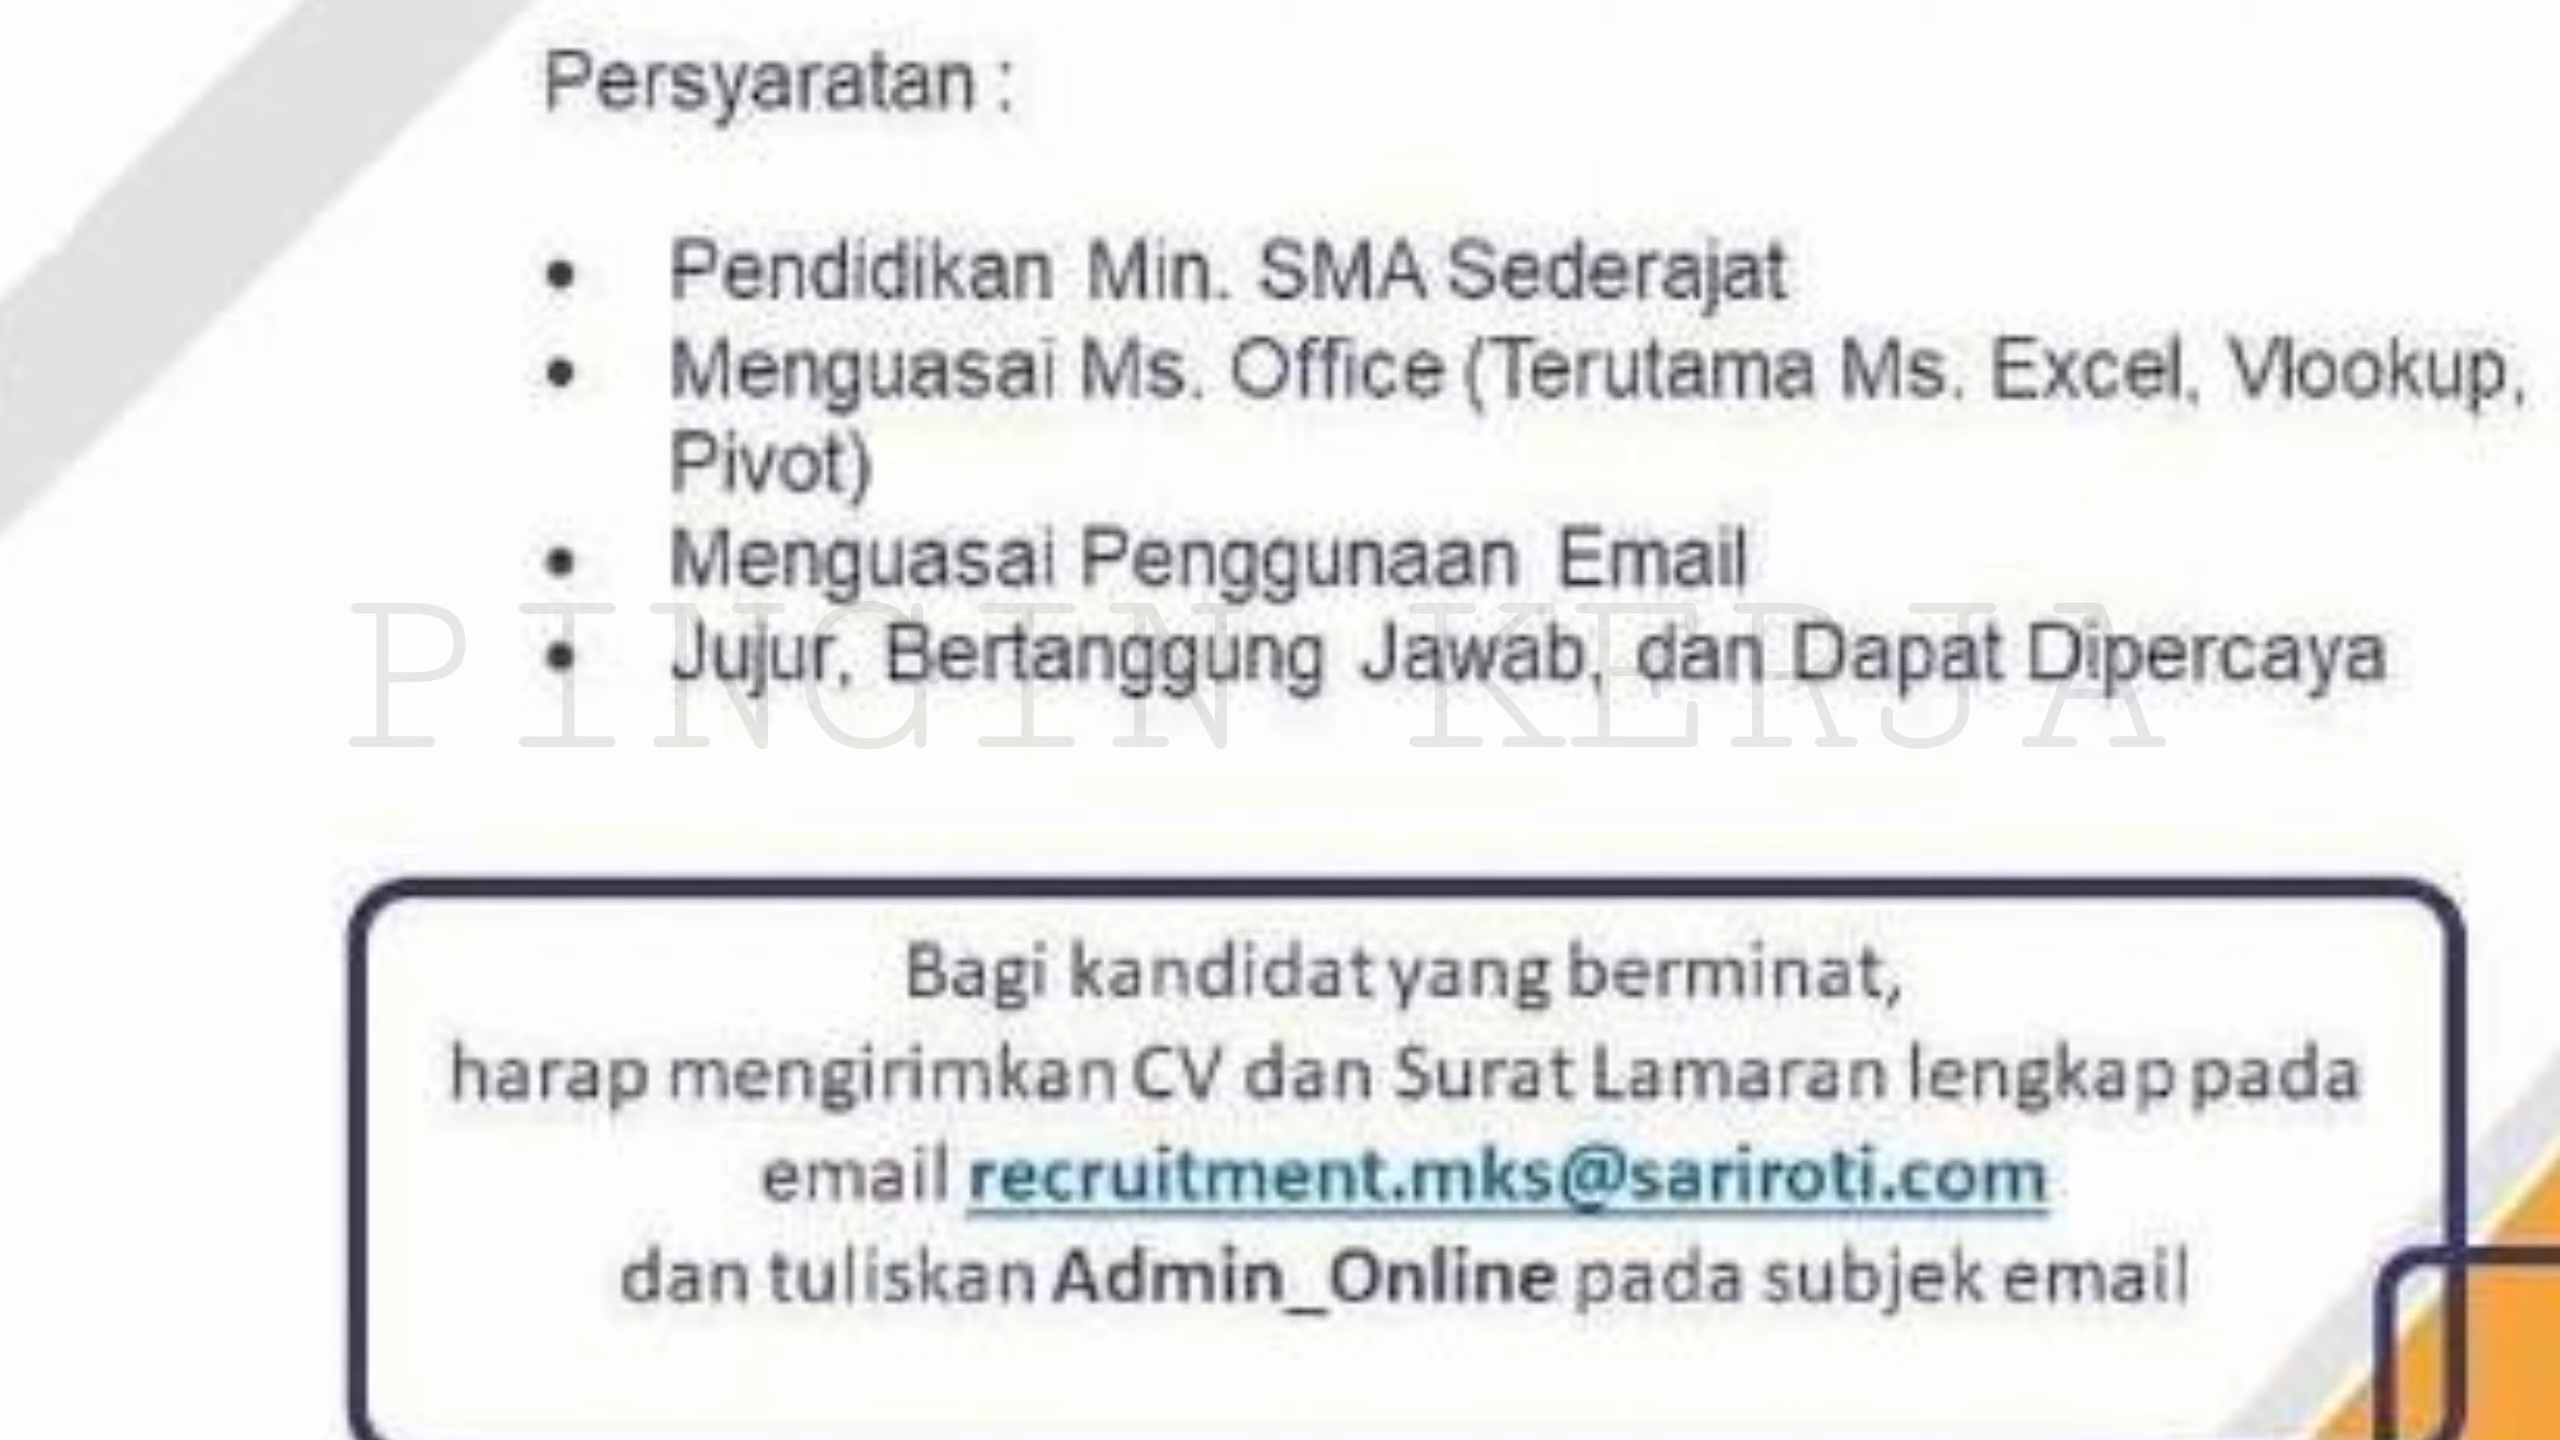 Persyaratan :
• Pendidikan Min. SMA Sederajat
• Menguasai Ms. Office (Terutama Ms. Excel, Vlookup,
Pivot)
• Menguasai Penggunaan Email
• Jujur, Bertanggung Jawab, dan Dapat Dipercaya
PINGIN KERJA
Bagi kandidat yang berminat,
harap mengirimkan CV dan Surat Lamaran lengkap pada
email recruitment.mks@sariroti.com
dan tuliskan Admin_Online pada subjek email